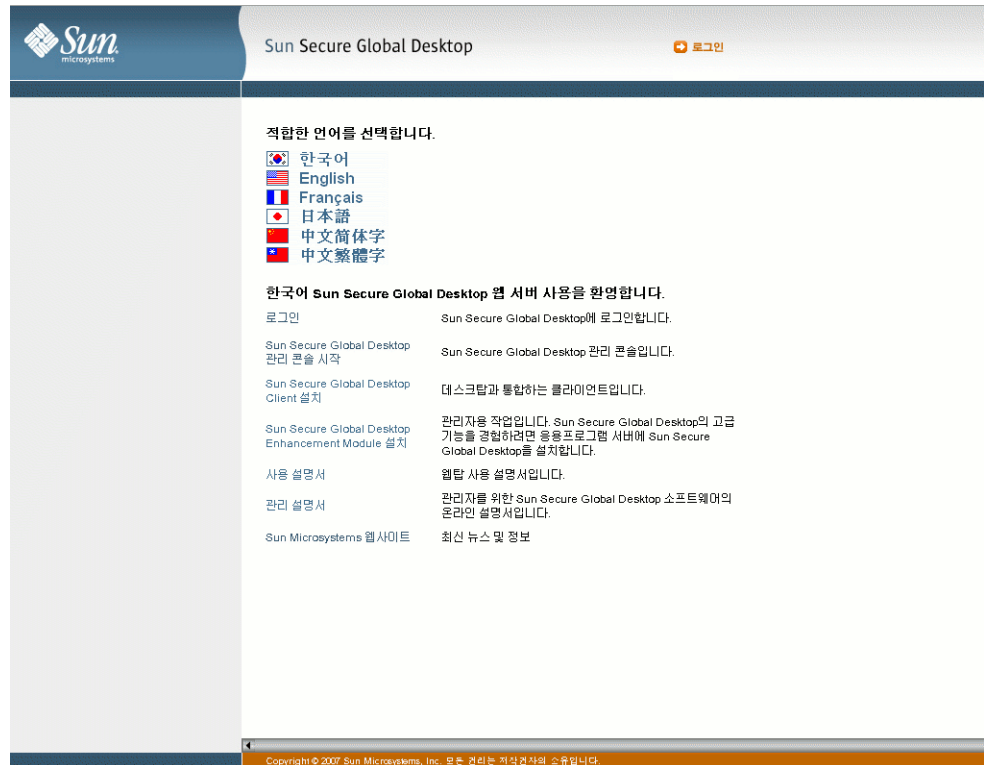 Sun
microsystems
Sun Secure Global Desktop
로그인
적합한 언어를 선택합니다.
한국어
English
Français
日本語
中文简体字
中文繁體字
한국어 Sun Secure Global Desktop 웹 서버 사용을 환영합니다.
로그인
Sun Secure Global Desktop에 로그인합니다.
Sun Secure Global Desktop
관리 콘솔 시작
Sun Secure Global Desktop 관리 콘솔입니다.
Sun Secure Global Desktop
Client 설치
데스크탑과 통합하는 클라이언트입니다.
Sun Secure Global Desktop
Enhancement Module 설치
관리자용 작업입니다. Sun Secure Global Desktop의 고급
기능을 경험하려면 응용프로그램 서버에 Sun Secure
Global Desktop을 설치합니다.
사용 설명서
웹탑 사용 설명서입니다.
관리 설명서
관리자를 위한 Sun Secure Global Desktop 소프트웨어의
온라인 설명서입니다.
Sun Microsystems 웹사이트
최신 뉴스 및 정보
Copyright © 2007 Sun Microsystems, Inc. 모든 권리는 저작권자의 소유입니다.